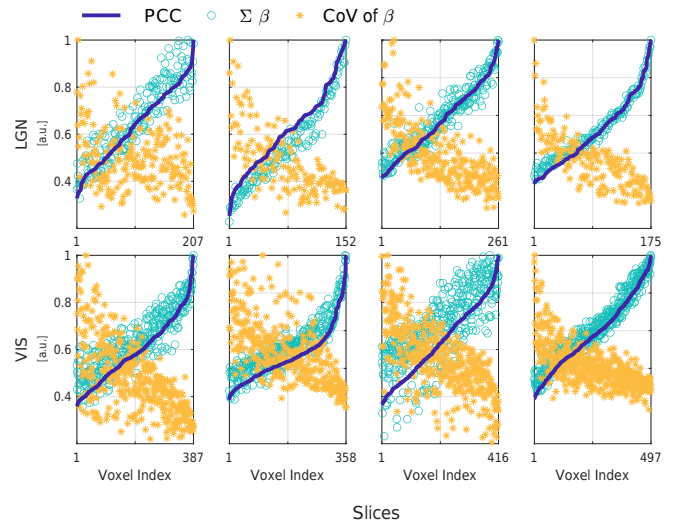 PCC Σ β CoV of β
LGN
[a.u.]
1
0.8
0.6
0.4
1 207
1 152
1 261
1 175
VIS
[a.u.]
1
0.8
0.6
0.4
1 387
1 358
1 416
1 497
Voxel Index Voxel Index Voxel Index Voxel Index
Slices